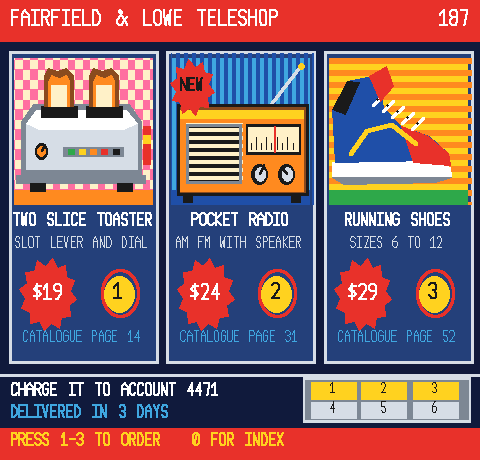 FAIRFIELD & LOWE TELESHOP 187
NEW
TWO SLICE TOASTER
SLOT LEVER AND DIAL
$19 1
CATALOGUE PAGE 14
POCKET RADIO
AM FM WITH SPEAKER
$24 2
CATALOGUE PAGE 31
RUNNING SHOES
SIZES 6 TO 12
$29 3
CATALOGUE PAGE 52
CHARGE IT TO ACCOUNT 4471
DELIVERED IN 3 DAYS
1 2 3
4 5 6
PRESS 1-3 TO ORDER 0 FOR INDEX